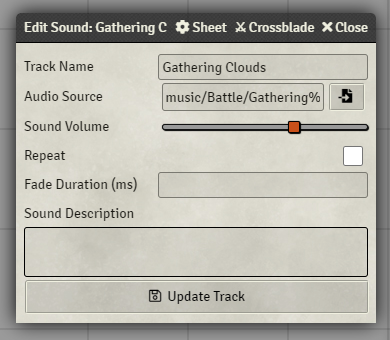 Edit Sound: Gathering C Sheet Crossblade Close
Track Name Gathering Clouds
Audio Source music/Battle/Gathering%
Sound Volume
Repeat
Fade Duration (ms)
Sound Description
Update Track